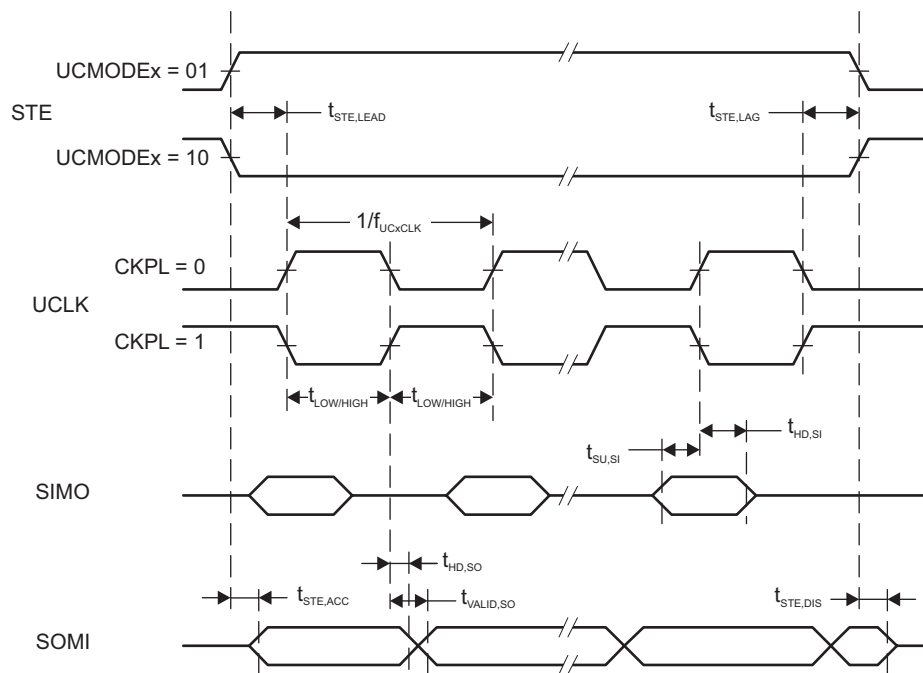 UCMODEx = 01
STE
t_STE,LEAD
t_STE,LAG
UCMODEx = 10
1/f_UCxCLK
CKPL = 0
UCLK
CKPL = 1
t_LOW/HIGH
t_LOW/HIGH
t_HD,SI
t_SU,SI
SIMO
t_HD,SO
t_STE,ACC
t_VALID,SO
t_STE,DIS
SOMI